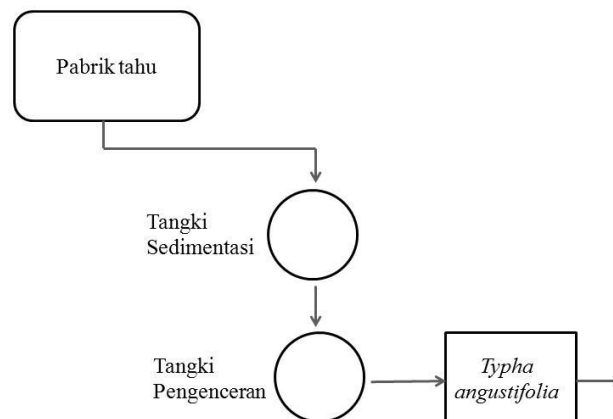 Pabrik tahu
Tangki
Sedimentasi
Tangki
Pengenceran
Typha
angustifolia